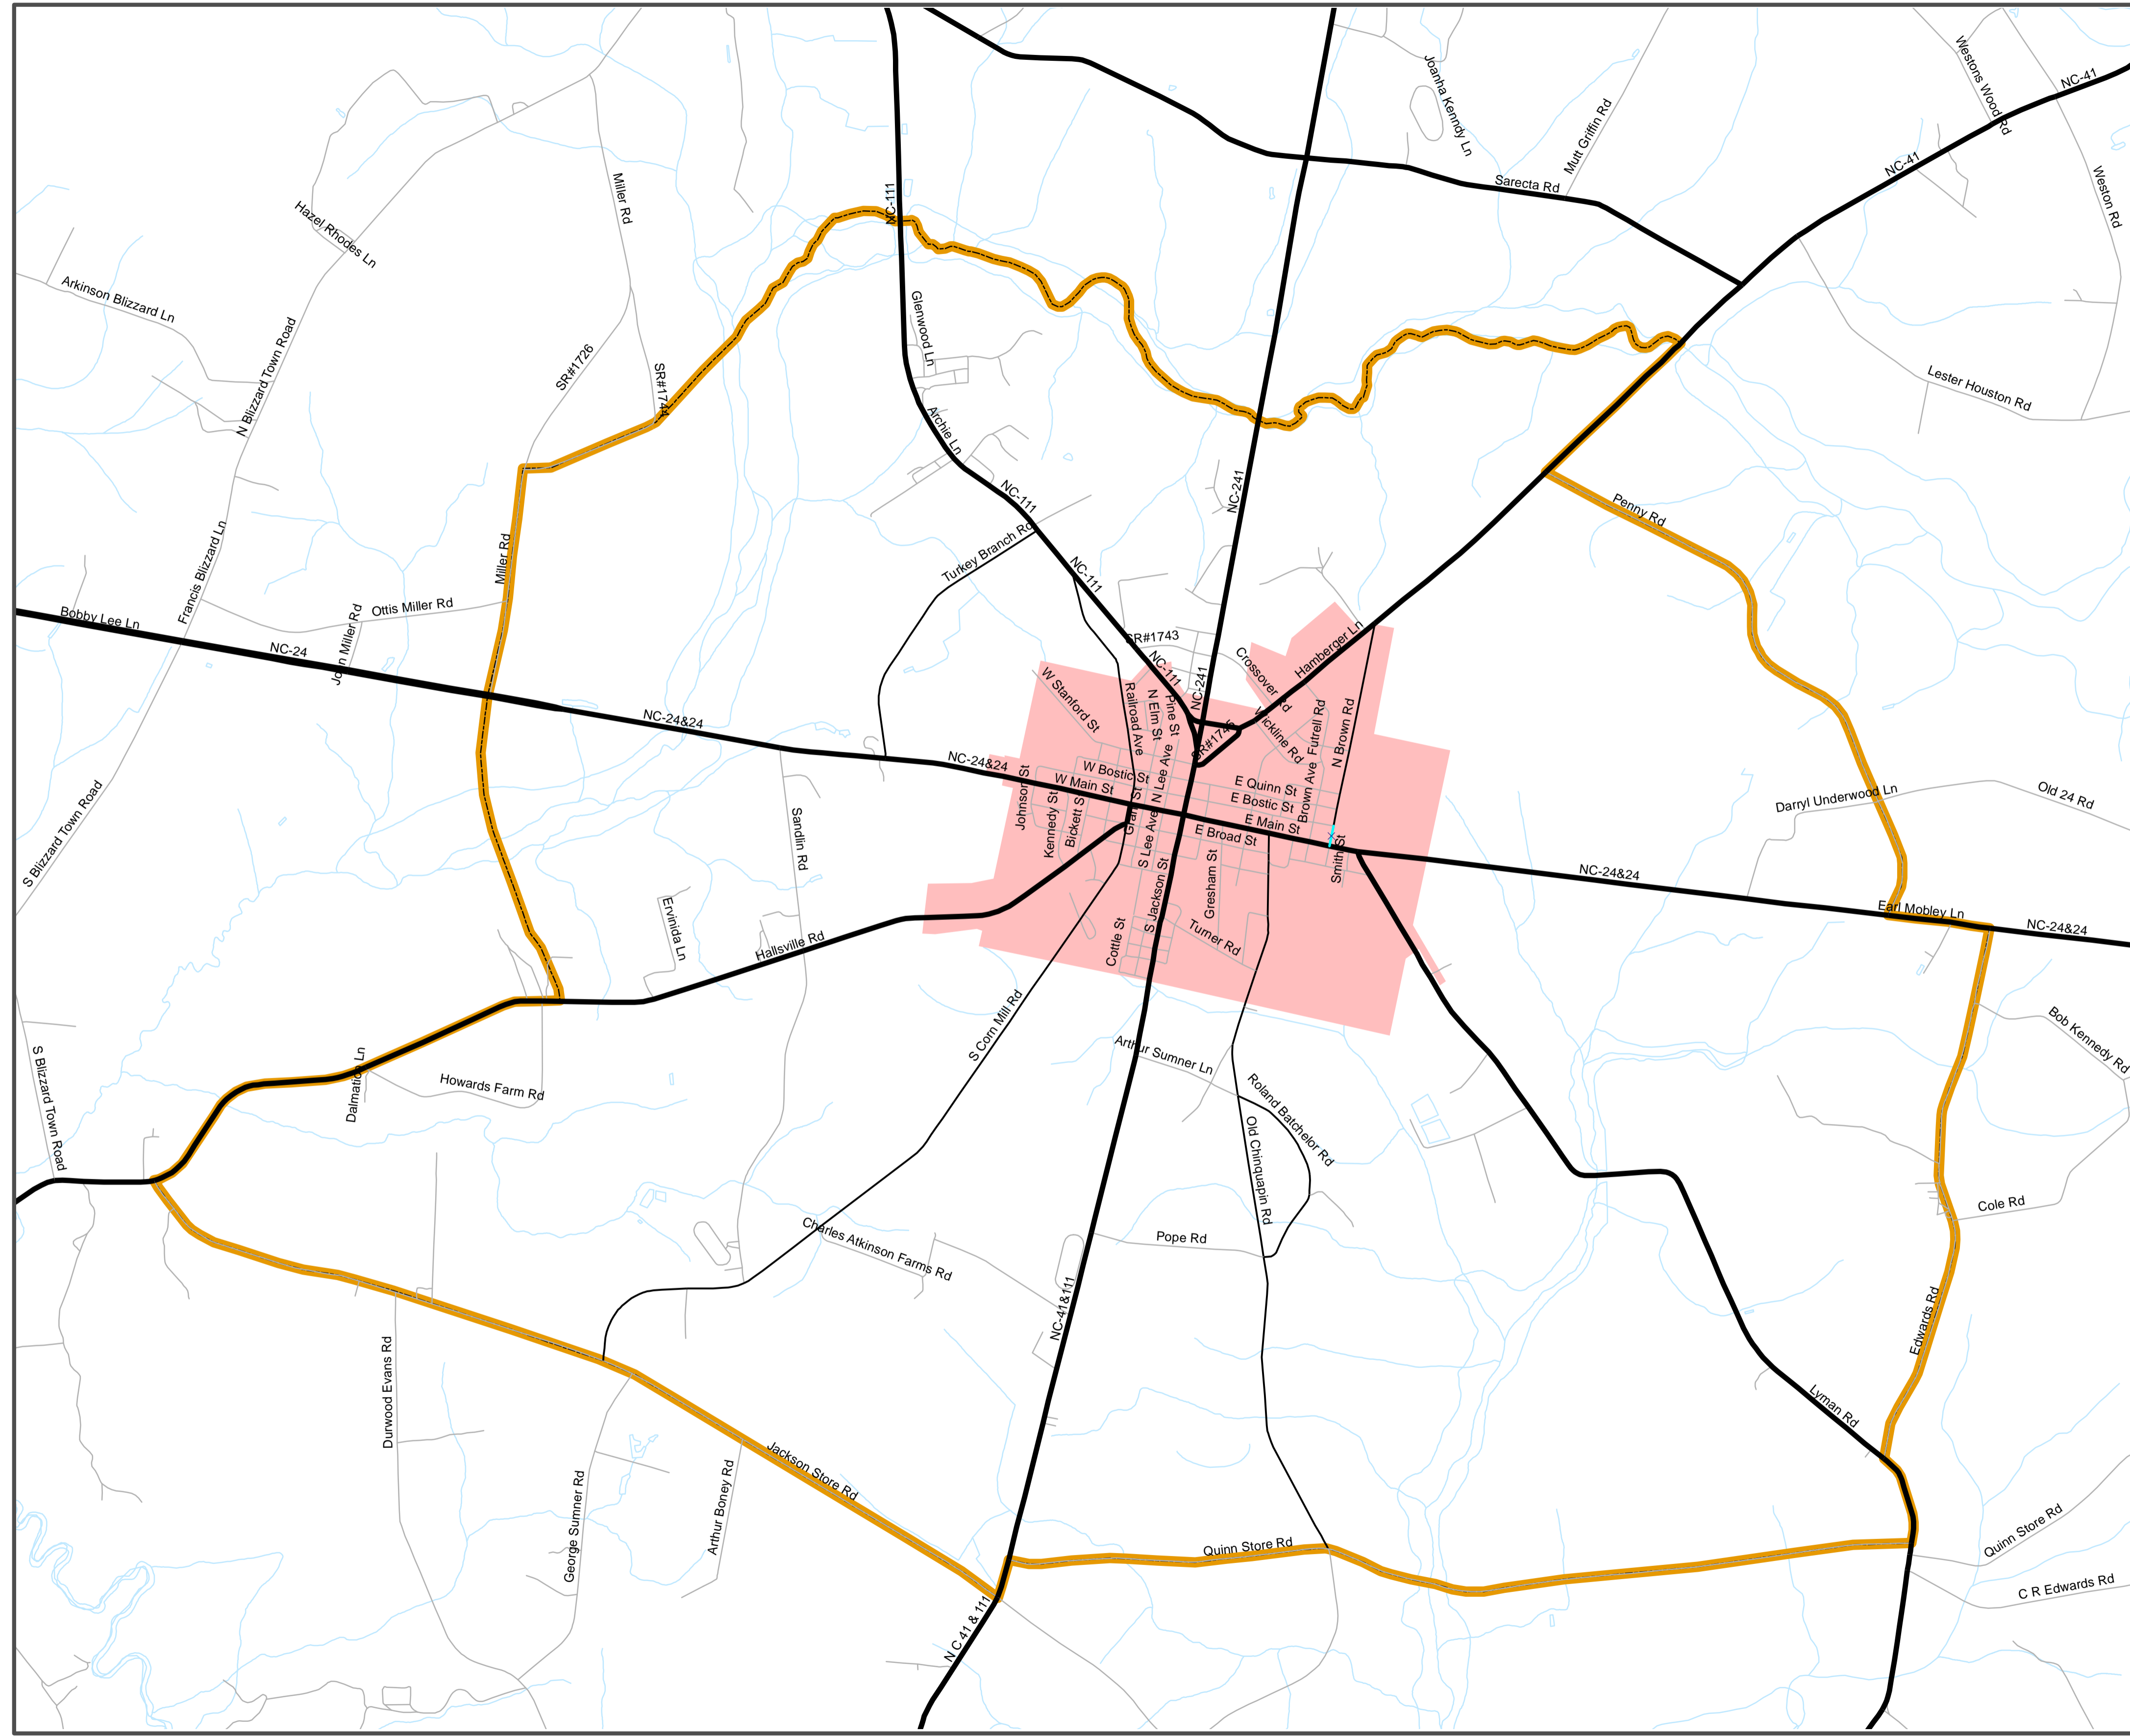 Westons Wood Rd
NC-41
Joanha Kenndy Ln
Mutt Griffin Rd
NC-41
Sarecta Rd
Weston Rd
Miller Rd
NC-111
Hazel Rhodes Ln
Arkinson Blizzard Ln
Glenwood Ln
N Blizzard Town Road
SR#1726
SR#1744
Lester Houston Rd
Archie Ln
NC-111
NC-241
Penny Rd
Turkey Branch Rd
Miller Rd
Francis Blizzard Ln
NC-111
Bobby Lee Ln
Ottis Miller Rd
John Miller Rd
NC-24
SR#1743
NC-111
Hamberger Ln
Crossover Rd
W Stanford St
Railroad Ave
N Elm St
Pine St
NC-241
NC-24&24
SR#1745
Wickline Rd
Futrell Rd
N Brown Rd
NC-24&24
W Bostic St
N Lee Ave
W Main St
E Quinn St
E Bostic St
Brown Ave
E Main St
E Broad St
Johnson St
Kennedy St
Bickett St
Grant St
S Lee Ave
Smith St
Darryl Underwood Ln
Old 24 Rd
S Blizzard Town Road
Sandlin Rd
NC-24&24
Gresham St
S Jackson St
Ervinida Ln
Earl Mobley Ln
NC-24&24
Hallsville Rd
Cottle St
Turner Rd
S Corn Mill Rd
Bob Kennedy Rd
S Blizzard Town Road
Dalmation Ln
Howards Farm Rd
Arthur Sumner Ln
Roland Batchelor Rd
Old Chinquapin Rd
Cole Rd
Charles Atkinson Farms Rd
Pope Rd
NC-41&111
Edwards Rd
Durwood Evans Rd
Lyman Rd
Jackson Store Rd
Arthur Boney Rd
George Sumner Rd
Quinn Store Rd
Quinn Store Rd
C R Edwards Rd
N C 41 & 111